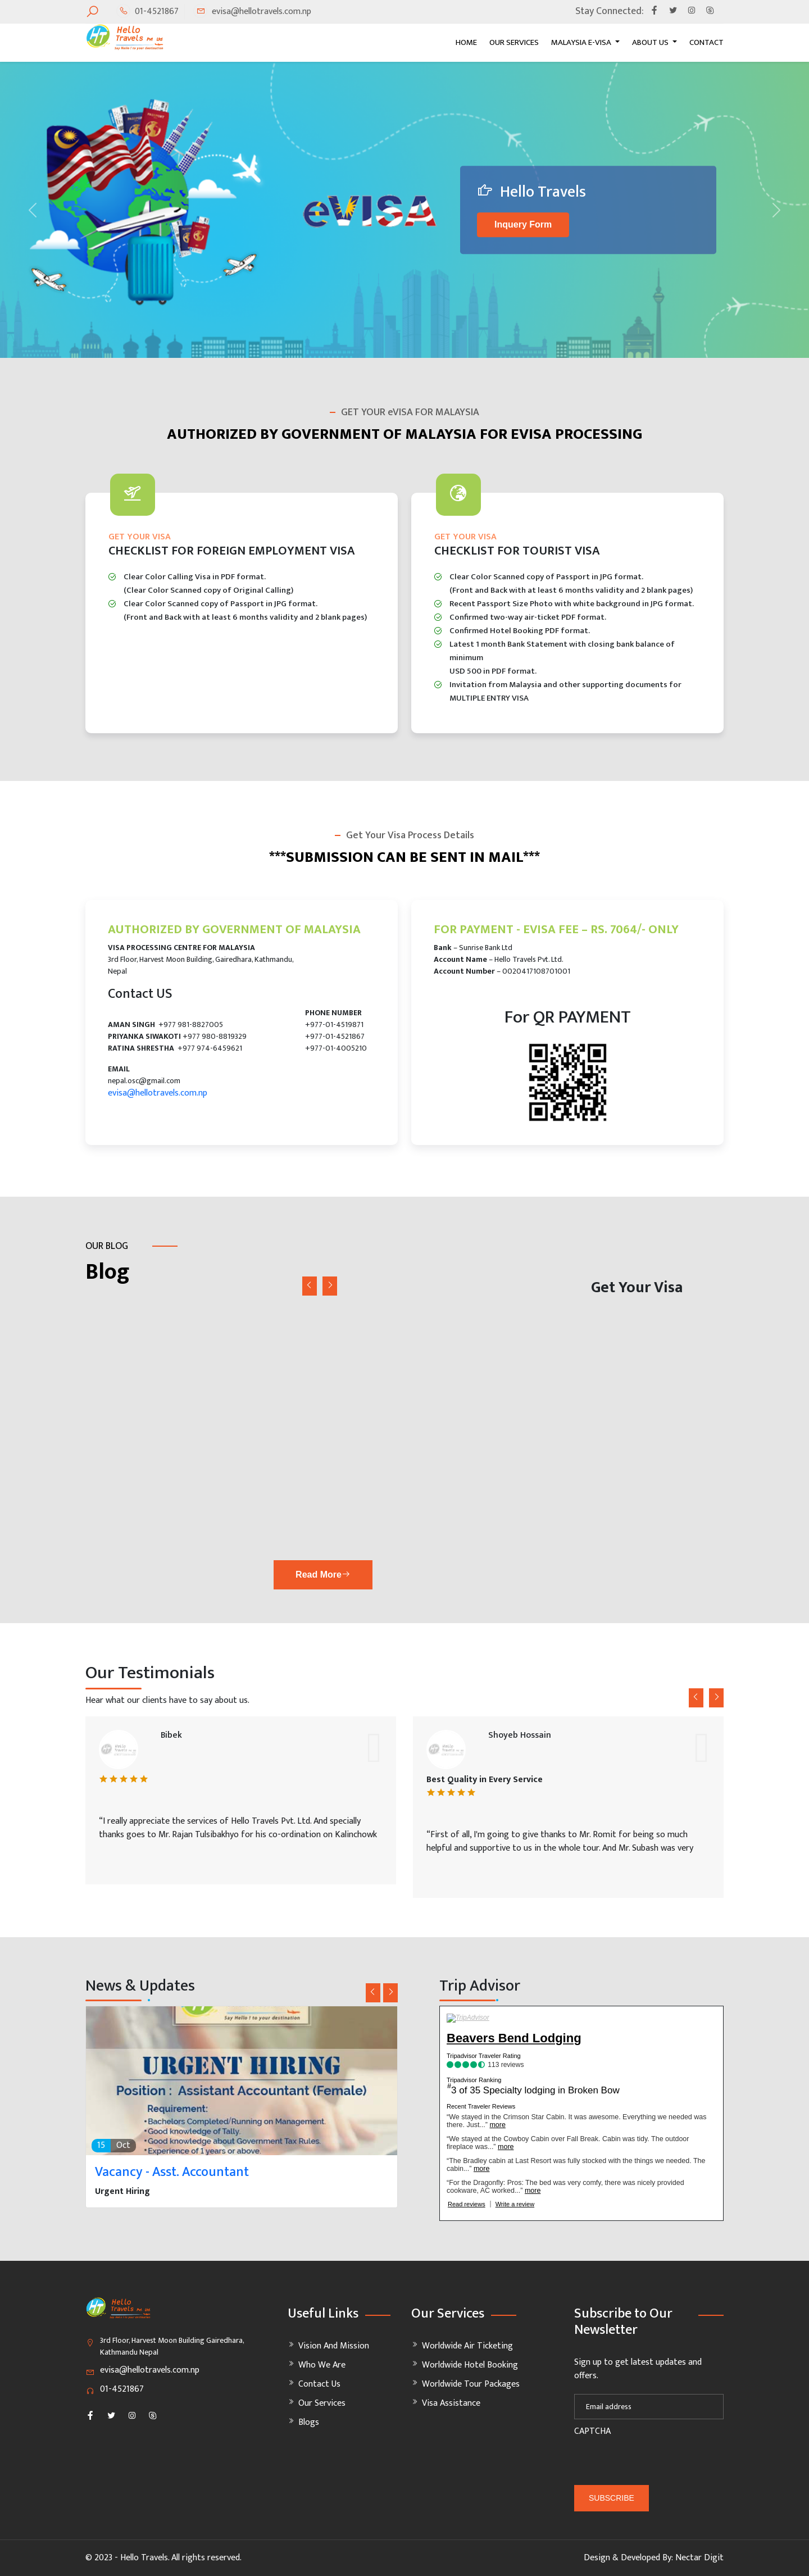 01-4521867
evisa@hellotravels.com.np
Stay Connected:
Hello
Travels Pvt. Ltd.
HOME
OUR SERVICES
MALAYSIA E-VISA
ABOUT US
CONTACT
eVISA
Hello Travels
Inquery Form
GET YOUR eVISA FOR MALAYSIA
AUTHORIZED BY GOVERNMENT OF MALAYSIA FOR EVISA PROCESSING
GET YOUR VISA
CHECKLIST FOR FOREIGN EMPLOYMENT VISA
Clear Color Calling Visa in PDF format.
(Clear Color Scanned copy of Original Calling)
Clear Color Scanned copy of Passport in JPG format.
(Front and Back with at least 6 months validity and 2 blank pages)
GET YOUR VISA
CHECKLIST FOR TOURIST VISA
Clear Color Scanned copy of Passport in JPG format.
(Front and Back with at least 6 months validity and 2 blank pages)
Recent Passport Size Photo with white background in JPG format.
Confirmed two-way air-ticket PDF format.
Confirmed Hotel Booking PDF format.
Latest 1 month Bank Statement with closing bank balance of
minimum
USD 500 in PDF format.
Invitation from Malaysia and other supporting documents for
MULTIPLE ENTRY VISA
Get Your Visa Process Details
***SUBMISSION CAN BE SENT IN MAIL***
AUTHORIZED BY GOVERNMENT OF MALAYSIA
VISA PROCESSING CENTRE FOR MALAYSIA
3rd Floor, Harvest Moon Building, Gairedhara, Kathmandu,
Nepal
Contact US
AMAN SINGH +977 981-8827005
PRIYANKA SIWAKOTI +977 980-8819329
RATINA SHRESTHA +977 974-6459621
PHONE NUMBER
+977-01-4519871
+977-01-4521867
+977-01-4005210
EMAIL
nepal.osc@gmail.com
evisa@hellotravels.com.np
FOR PAYMENT - EVISA FEE – RS. 7064/- ONLY
Bank – Sunrise Bank Ltd
Account Name – Hello Travels Pvt. Ltd.
Account Number – 0020417108701001
For QR PAYMENT
OUR BLOG
Blog
Get Your Visa
Read More
Our Testimonials
Hear what our clients have to say about us.
Bibek
“I really appreciate the services of Hello Travels Pvt. Ltd. And specially
thanks goes to Mr. Rajan Tulsibakhyo for his co-ordination on Kalinchowk
Shoyeb Hossain
Best Quality in Every Service
“First of all, I'm going to give thanks to Mr. Romit for being so much
helpful and supportive to us in the whole tour. And Mr. Subash was very
News & Updates
Say Hello ! to your destination
URGENT HIRING
Position : Assistant Accountant (Female)
Requirement:
•Bachelors Completed/Running in Management.
•Knowledge of Tally.
•Good Knowledge about Government Tax Rules.
•Experience of 1 years or above
15 Oct
Vacancy - Asst. Accountant
Urgent Hiring
Trip Advisor
TripAdvisor
Beavers Bend Lodging
Tripadvisor Traveler Rating
113 reviews
Tripadvisor Ranking
#3 of 35 Specialty lodging in Broken Bow
Recent Traveler Reviews
“We stayed in the Crimson Star Cabin. It was awesome. Everything we needed was
there. Just...” more
“We stayed at the Cowboy Cabin over Fall Break. Cabin was tidy. The outdoor
fireplace was...” more
“The Bradley cabin at Last Resort was fully stocked with the things we needed. The
cabin...” more
“For the Dragonfly: Pros: The bed was very comfy, there was nicely provided
cookware, AC worked...” more
Read reviews | Write a review
Hello
Travels Pvt. Ltd.
3rd Floor, Harvest Moon Building Gairedhara,
Kathmandu Nepal
evisa@hellotravels.com.np
01-4521867
Useful Links
Vision And Mission
Who We Are
Contact Us
Our Services
Blogs
Our Services
Worldwide Air Ticketing
Worldwide Hotel Booking
Worldwide Tour Packages
Visa Assistance
Subscribe to Our
Newsletter
Sign up to get latest updates and
offers.
Email address
CAPTCHA
SUBSCRIBE
© 2023 - Hello Travels. All rights reserved.
Design & Developed By: Nectar Digit